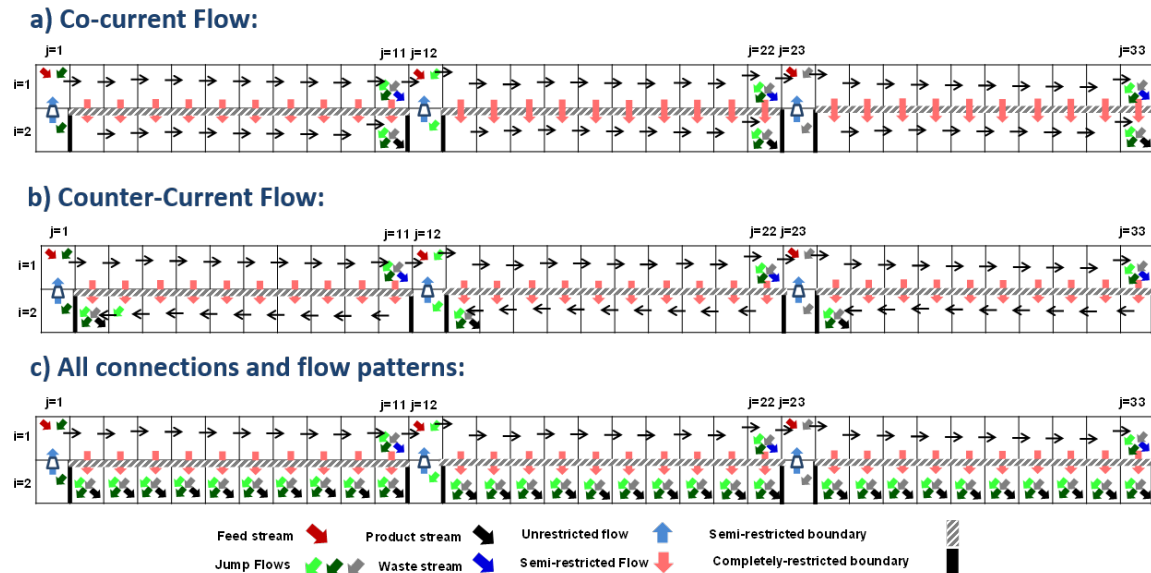 a) Co-current Flow:
j=1
j=11 j=12
j=22 j=23
j=33
i=1
i=2
b) Counter-Current Flow:
j=1
j=11 j=12
j=22 j=23
j=33
i=1
i=2
c) All connections and flow patterns:
j=1
j=11 j=12
j=22 j=23
j=33
i=1
i=2
Feed stream Product stream Unrestricted flow Semi-restricted boundary
Jump Flows Waste stream Semi-restricted Flow Completely-restricted boundary